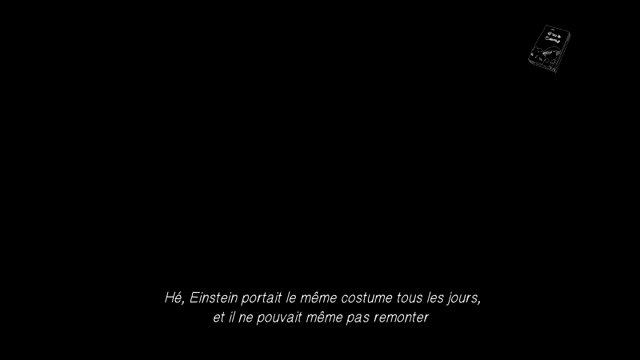 Hé, Einstein portait le même costume tous les jours,
et il ne pouvait même pas remonter